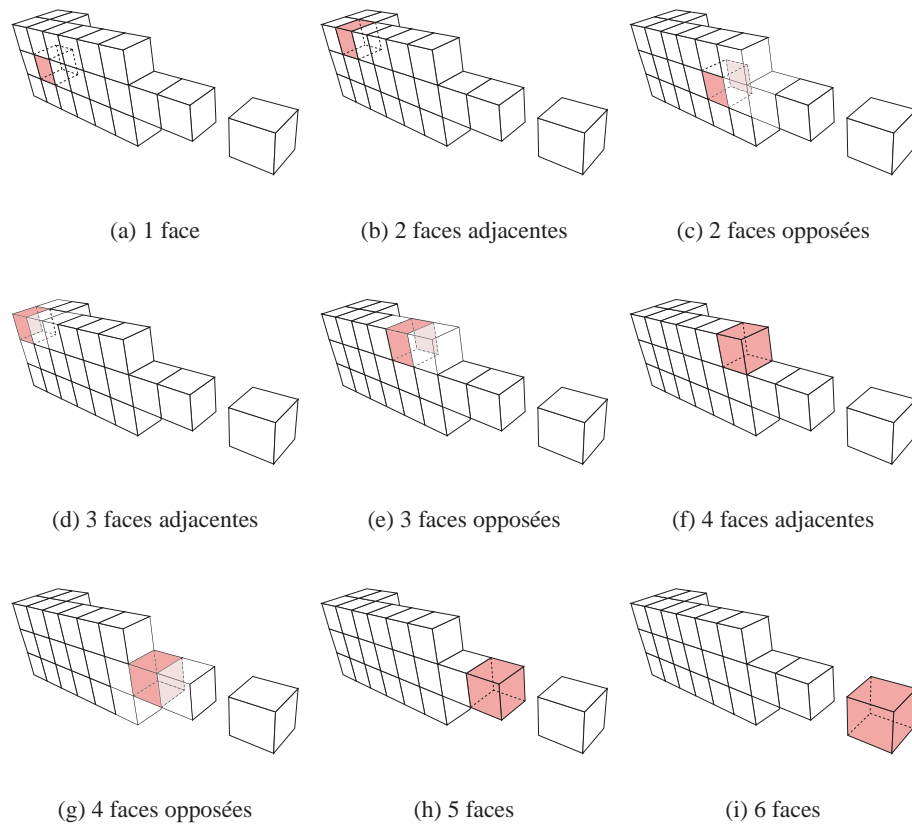 (a) 1 face
(b) 2 faces adjacentes
(c) 2 faces opposées
(d) 3 faces adjacentes
(e) 3 faces opposées
(f) 4 faces adjacentes
(g) 4 faces opposées
(h) 5 faces
(i) 6 faces